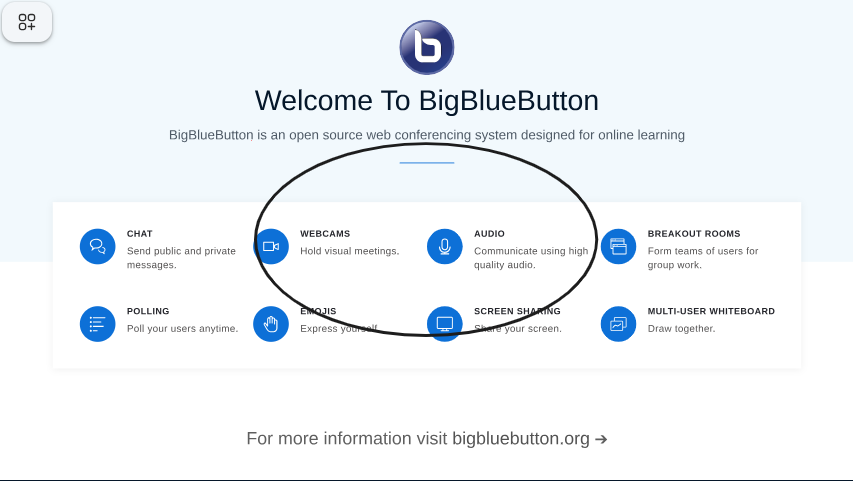 Welcome To BigBlueButton
BigBlueButton is an open source web conferencing system designed for online learning
CHAT
Send public and private
messages.
WEBCAMS
Hold visual meetings.
AUDIO
Communicate using high
quality audio.
BREAKOUT ROOMS
Form teams of users for
group work.
POLLING
Poll your users anytime.
EMOJIS
Express yourself.
SCREEN SHARING
Share your screen.
MULTI-USER WHITEBOARD
Draw together.
For more information visit bigbluebutton.org ➔